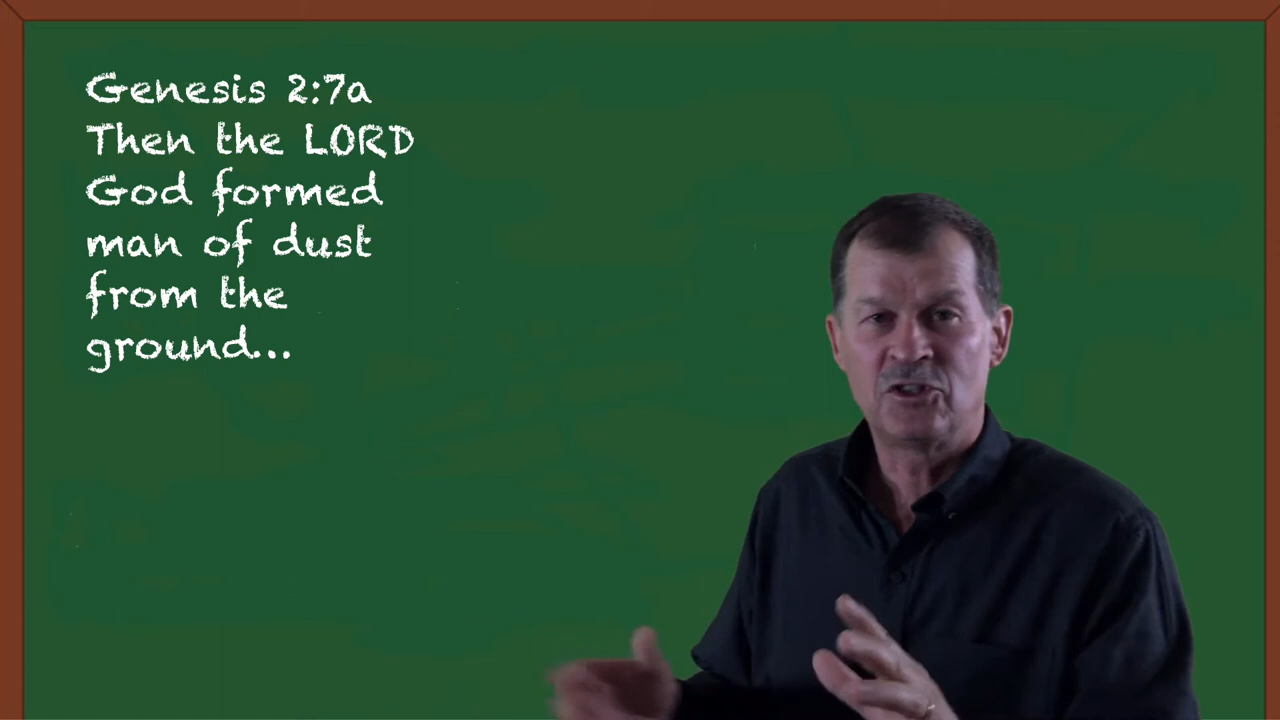 Genesis 2:7a
Then the LORD
God formed
man of dust
from the
ground...